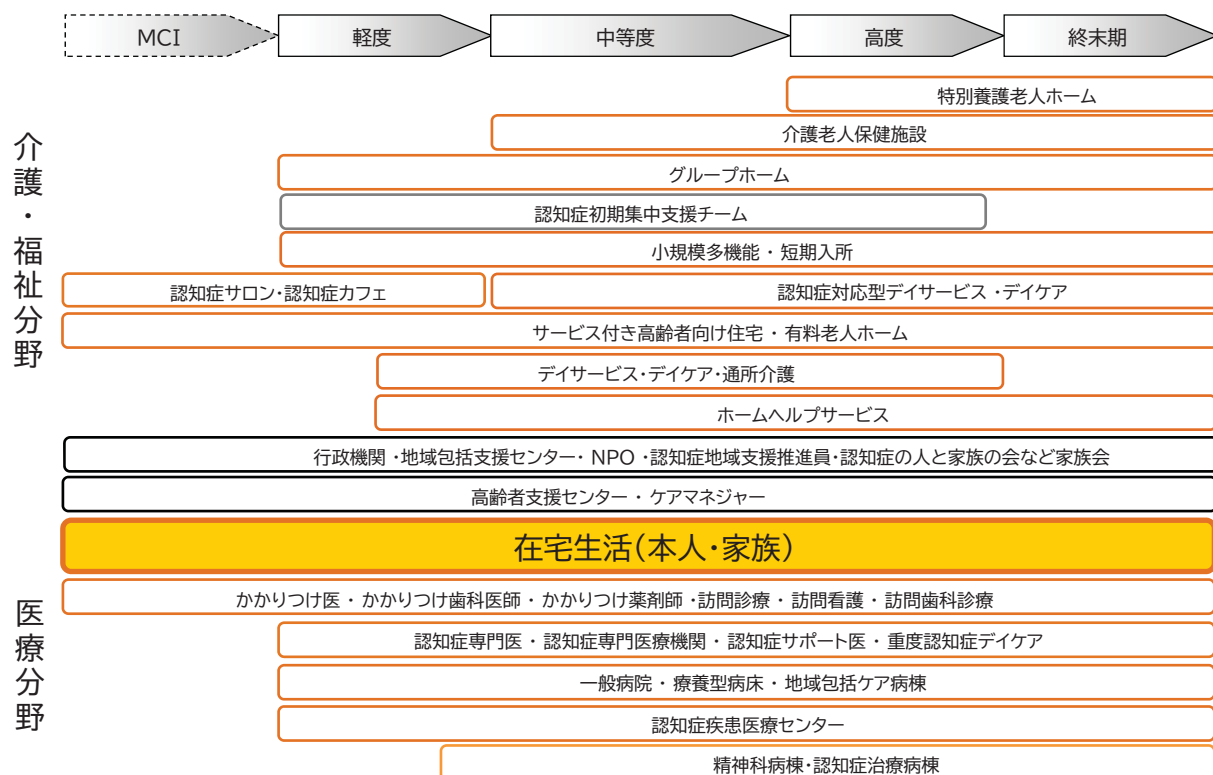 MCI
軽度
中等度
高度
終末期
介護・福祉分野
特別養護老人ホーム
介護老人保健施設
グループホーム
認知症初期集中支援チーム
小規模多機能・短期入所
認知症サロン・認知症カフェ
認知症対応型デイサービス・デイケア
サービス付き高齢者向け住宅・有料老人ホーム
デイサービス・デイケア・通所介護
ホームヘルプサービス
行政機関・地域包括支援センター・NPO・認知症地域支援推進員・認知症の人と家族の会など家族会
高齢者支援センター・ケアマネジャー
在宅生活(本人・家族)
医療分野
かかりつけ医・かかりつけ歯科医師・かかりつけ薬剤師・訪問診療・訪問看護・訪問歯科診療
認知症専門医・認知症専門医療機関・認知症サポート医・重度認知症デイケア
一般病院・療養型病床・地域包括ケア病棟
認知症疾患医療センター
精神科病棟・認知症治療病棟